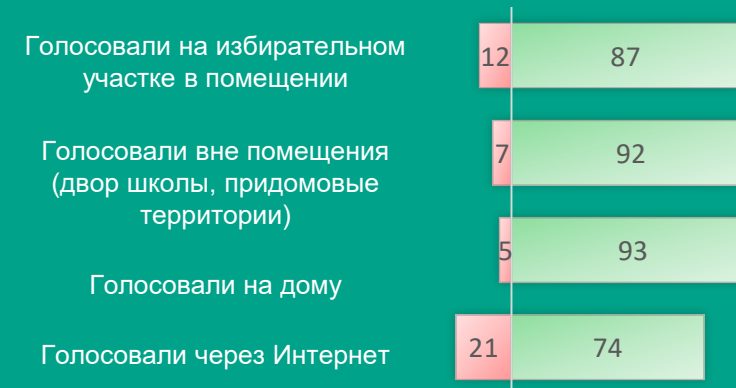 Голосовали на избирательном
участке в помещении
12 87
Голосовали вне помещения
(двор школы, придомовые
территории)
7 92
Голосовали на дому
5 93
Голосовали через Интернет
21 74